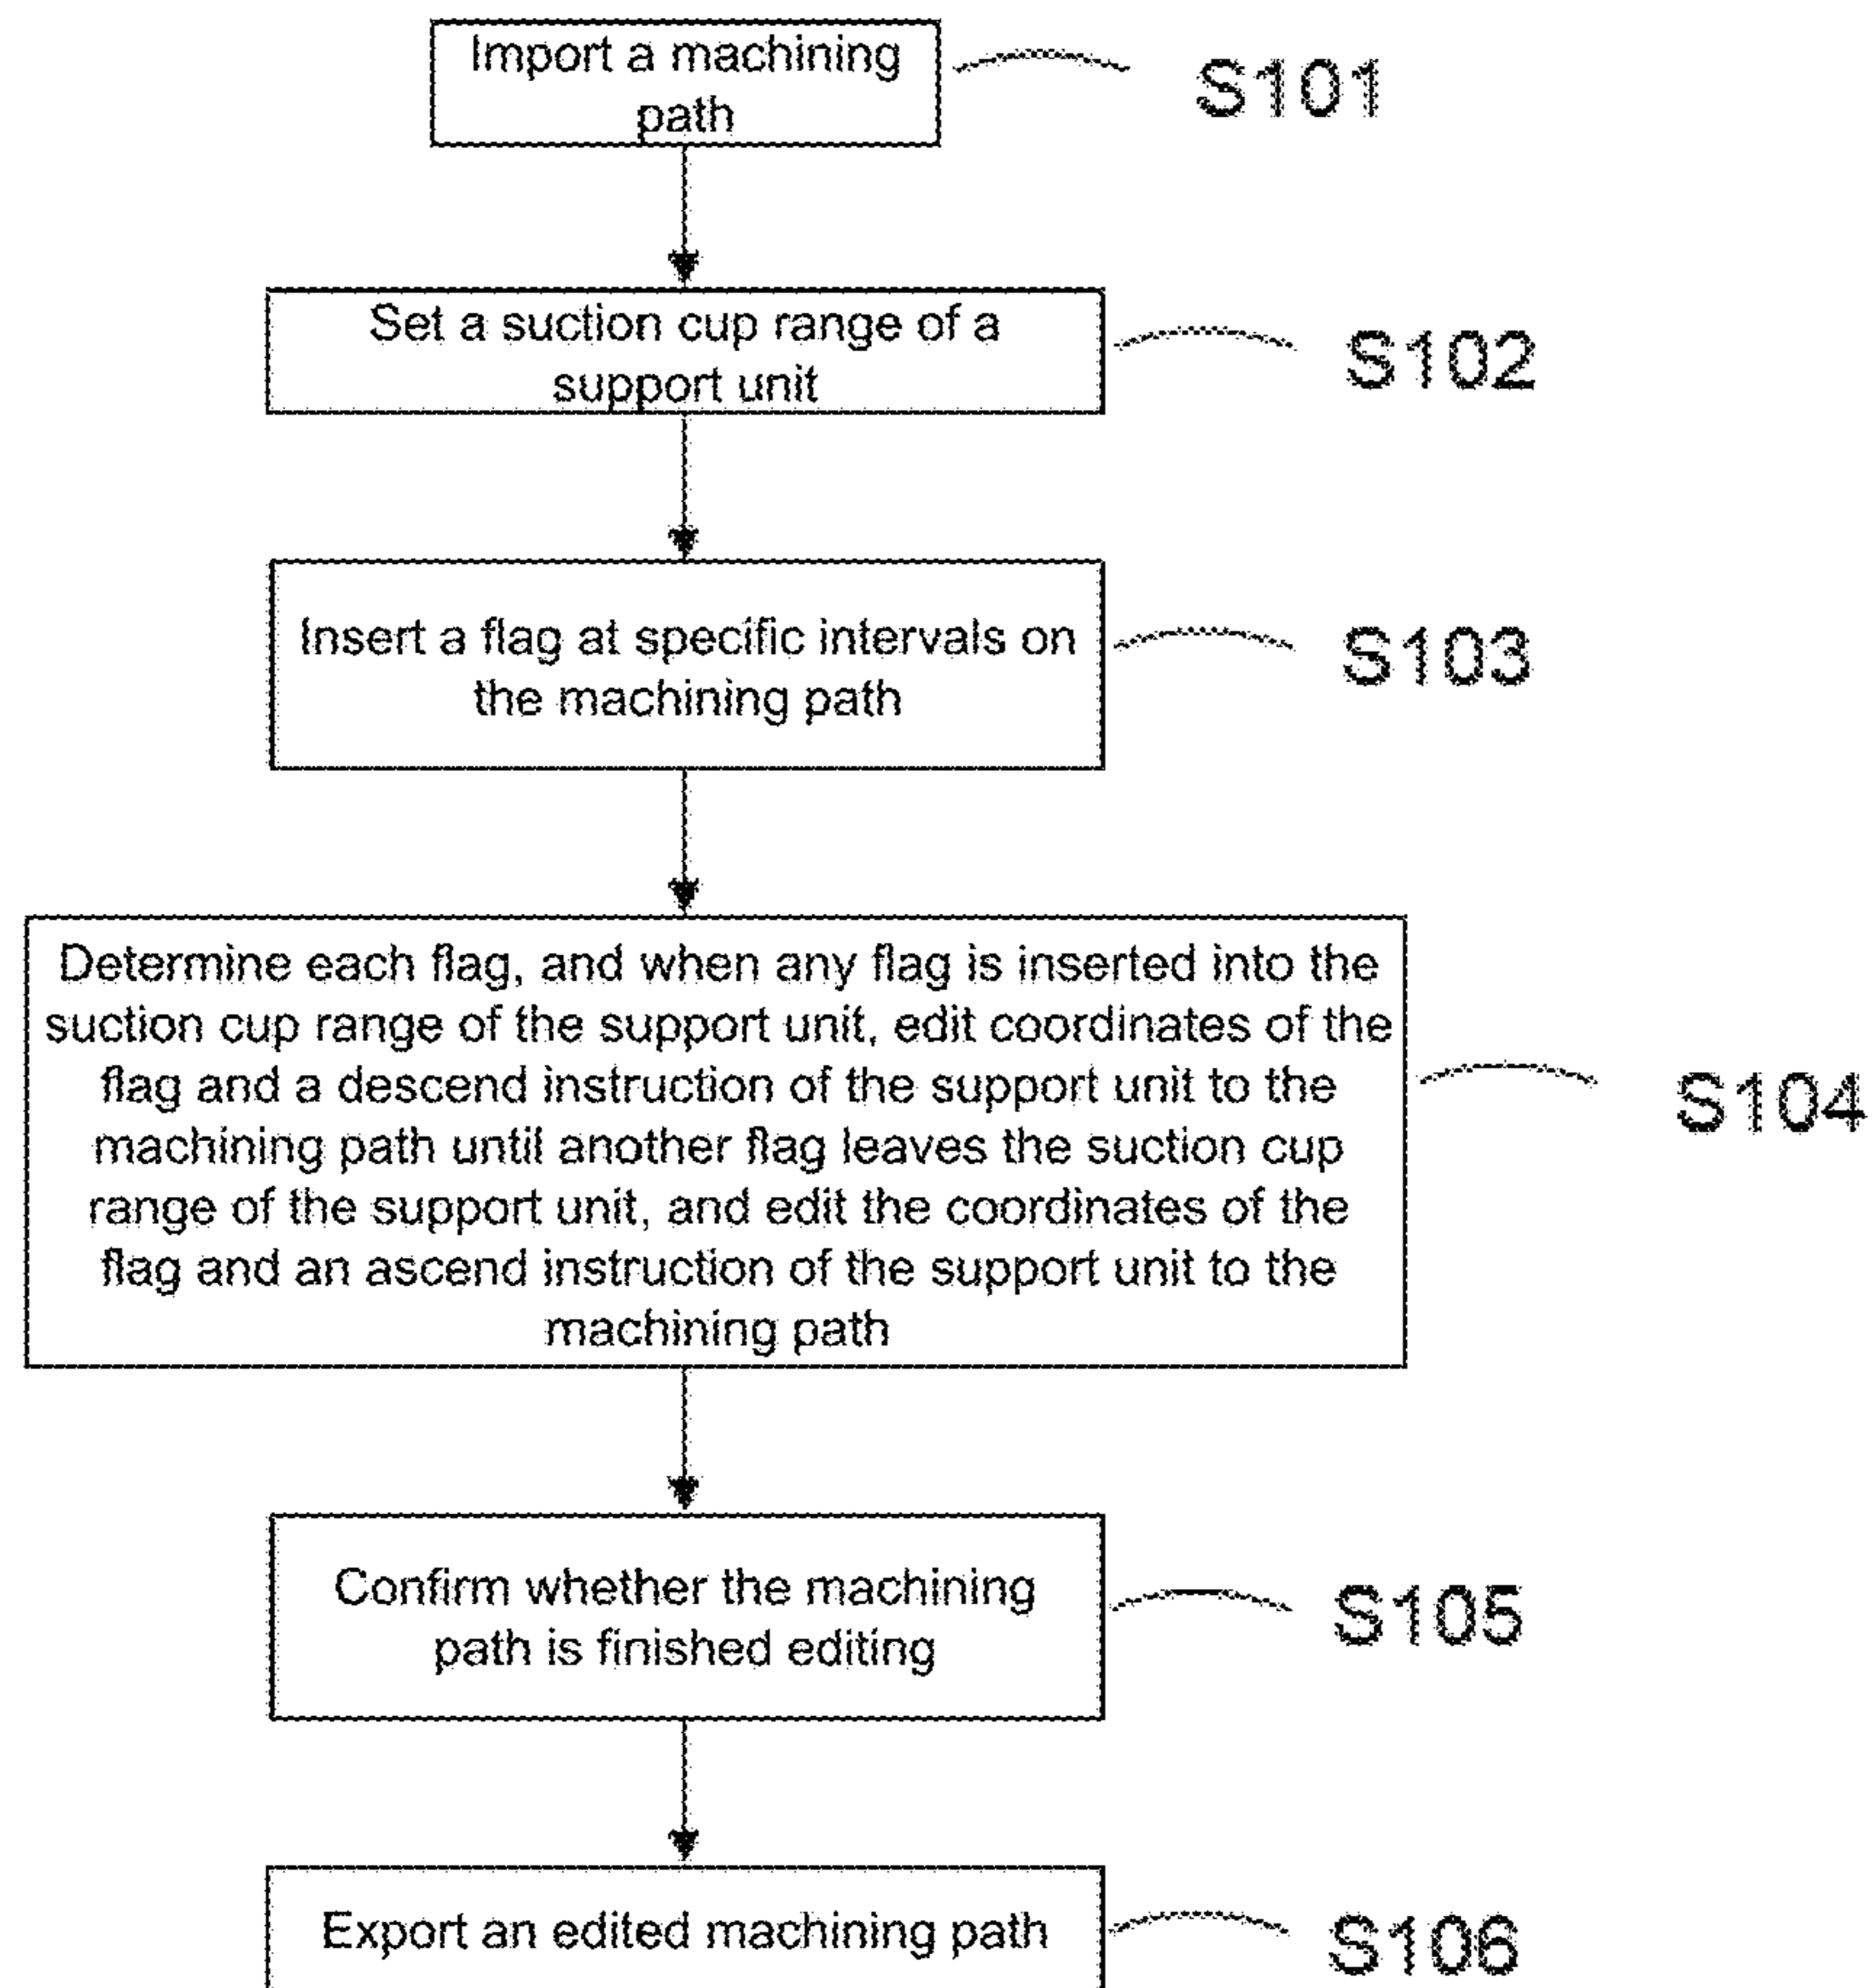 Import a machining
path
S101
Set a suction cup range of a
support unit
S102
Insert a flag at specific intervals on
the machining path
S103
Determine each flag, and when any flag is inserted into the
suction cup range of the support unit, edit coordinates of the
flag and a descend instruction of the support unit to the
machining path until another flag leaves the suction cup
range of the support unit, and edit the coordinates of the
flag and an ascend instruction of the support unit to the
machining path
S104
Confirm whether the machining
path is finished editing
S105
Export an edited machining path
S106